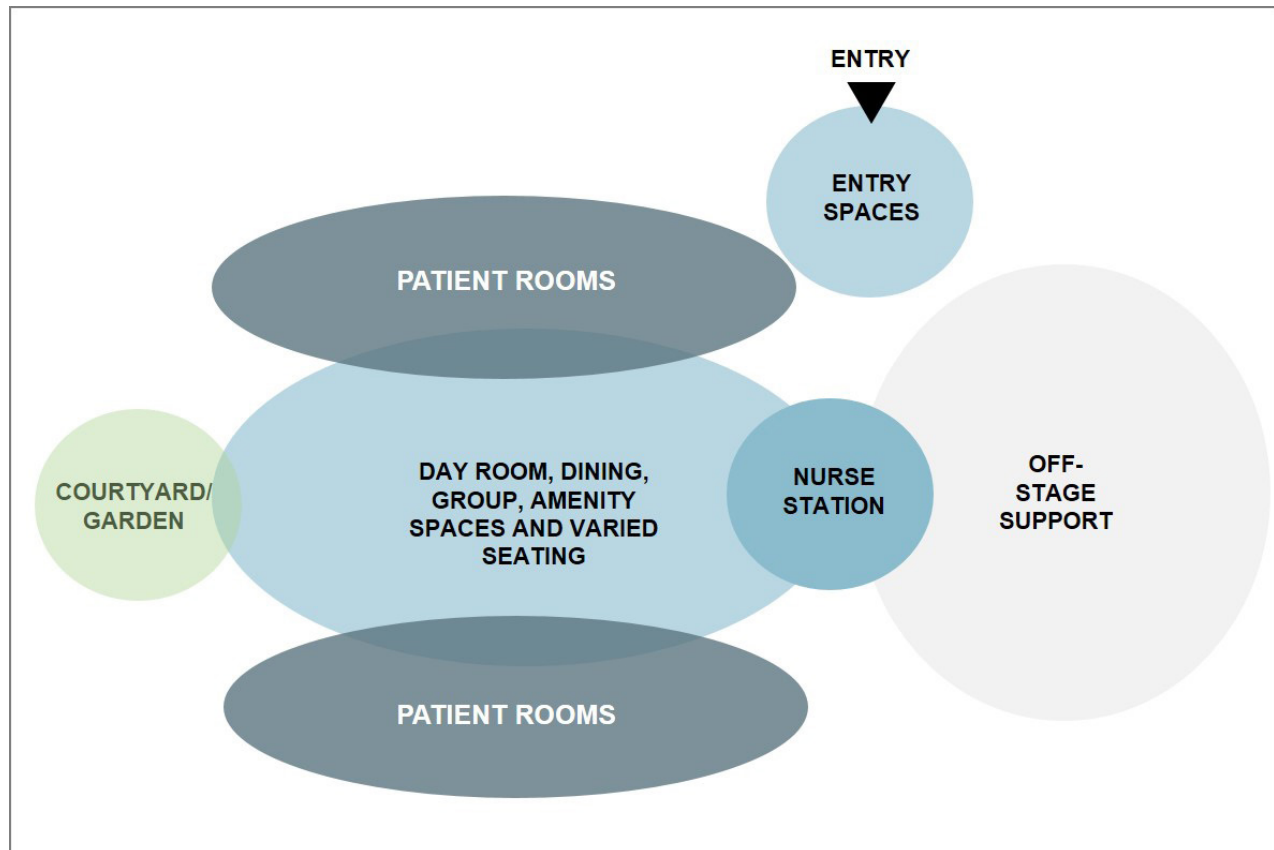 ENTRY
ENTRY
SPACES
PATIENT ROOMS
COURTYARD/
GARDEN
DAY ROOM, DINING,
GROUP, AMENITY
SPACES AND VARIED
SEATING
NURSE
STATION
OFF-
STAGE
SUPPORT
PATIENT ROOMS